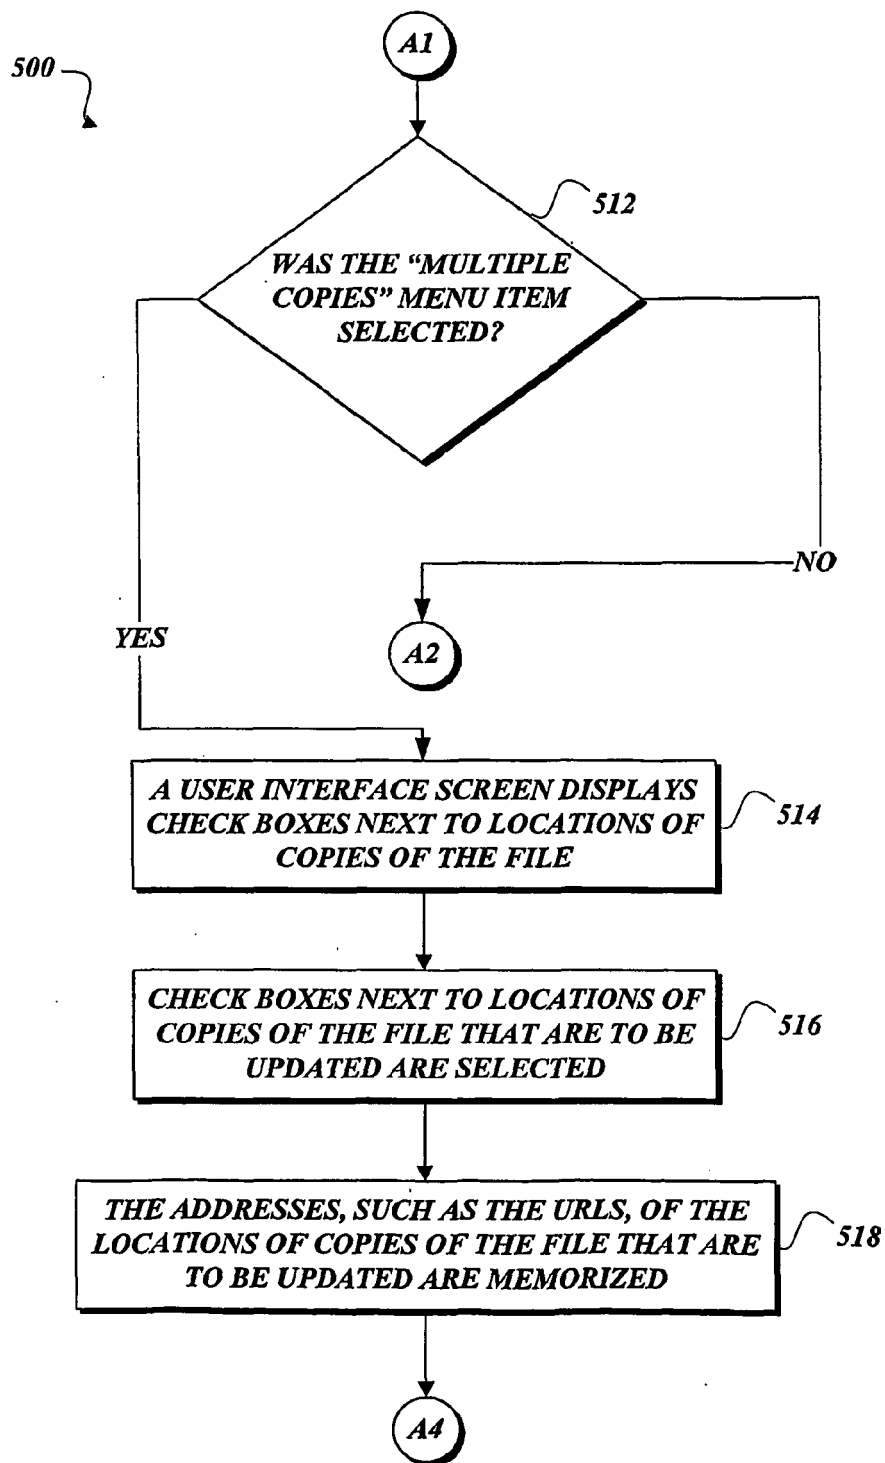 A1
500
512
WAS THE “MULTIPLE
COPIES” MENU ITEM
SELECTED?
NO
YES
A2
A USER INTERFACE SCREEN DISPLAYS
CHECK BOXES NEXT TO LOCATIONS OF
COPIES OF THE FILE
514
CHECK BOXES NEXT TO LOCATIONS OF
COPIES OF THE FILE THAT ARE TO BE
UPDATED ARE SELECTED
516
THE ADDRESSES, SUCH AS THE URLS, OF THE
LOCATIONS OF COPIES OF THE FILE THAT ARE
TO BE UPDATED ARE MEMORIZED
518
A4